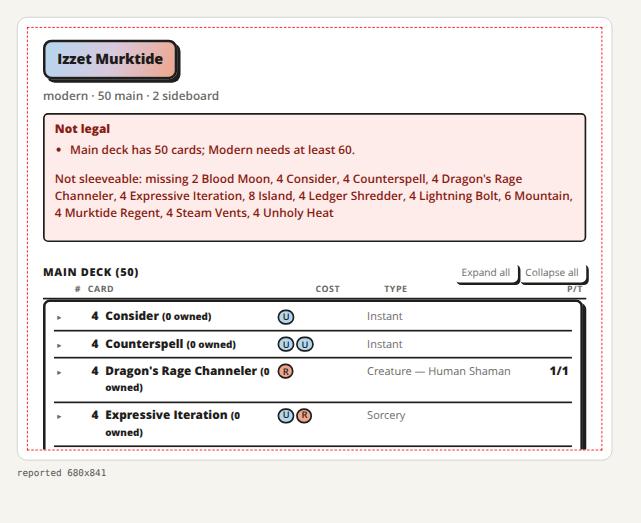 Izzet Murktide
modern · 50 main · 2 sideboard
Not legal
• Main deck has 50 cards; Modern needs at least 60.
Not sleeveable: missing 2 Blood Moon, 4 Consider, 4 Counterspell, 4 Dragon's Rage
Channeler, 4 Expressive Iteration, 8 Island, 4 Ledger Shredder, 4 Lightning Bolt, 6 Mountain,
4 Murktide Regent, 4 Steam Vents, 4 Unholy Heat
MAIN DECK (50) Expand all Collapse all
# CARD COST TYPE P/T
▸ 4 Consider (0 owned) U Instant
▸ 4 Counterspell (0 owned) U U Instant
▸ 4 Dragon's Rage Channeler (0 R Creature — Human Shaman 1/1
owned)
▸ 4 Expressive Iteration (0 U R Sorcery
owned)
reported 680x841